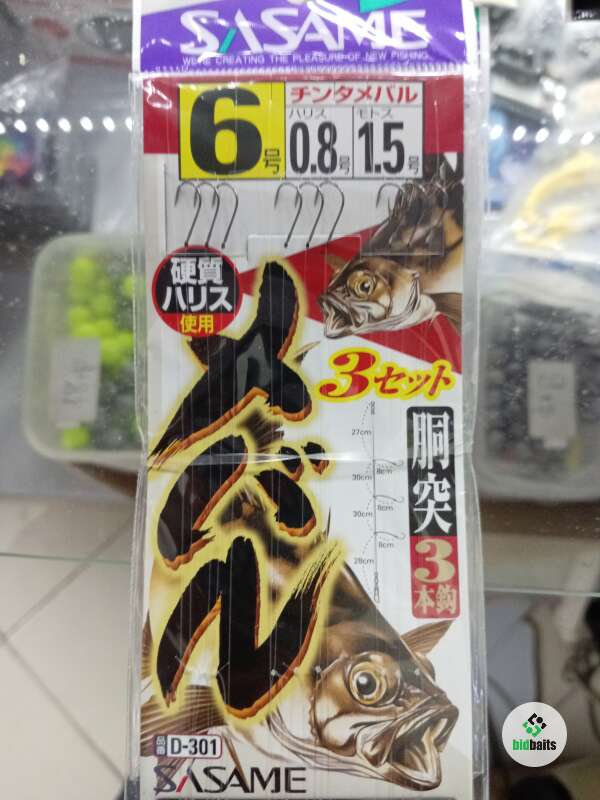 SASAME
WE'RE CREATING THE PLEASURE OF NEW FISHING
6号
チンタメバル
ハリス
0.8号
モトス
1.5号
硬質
ハリス
使用
メバル
3セット
胴突
3本鈎
27cm
8cm
30cm
8cm
30cm
8cm
28cm
品番 D-301
SASAME
bidbaits